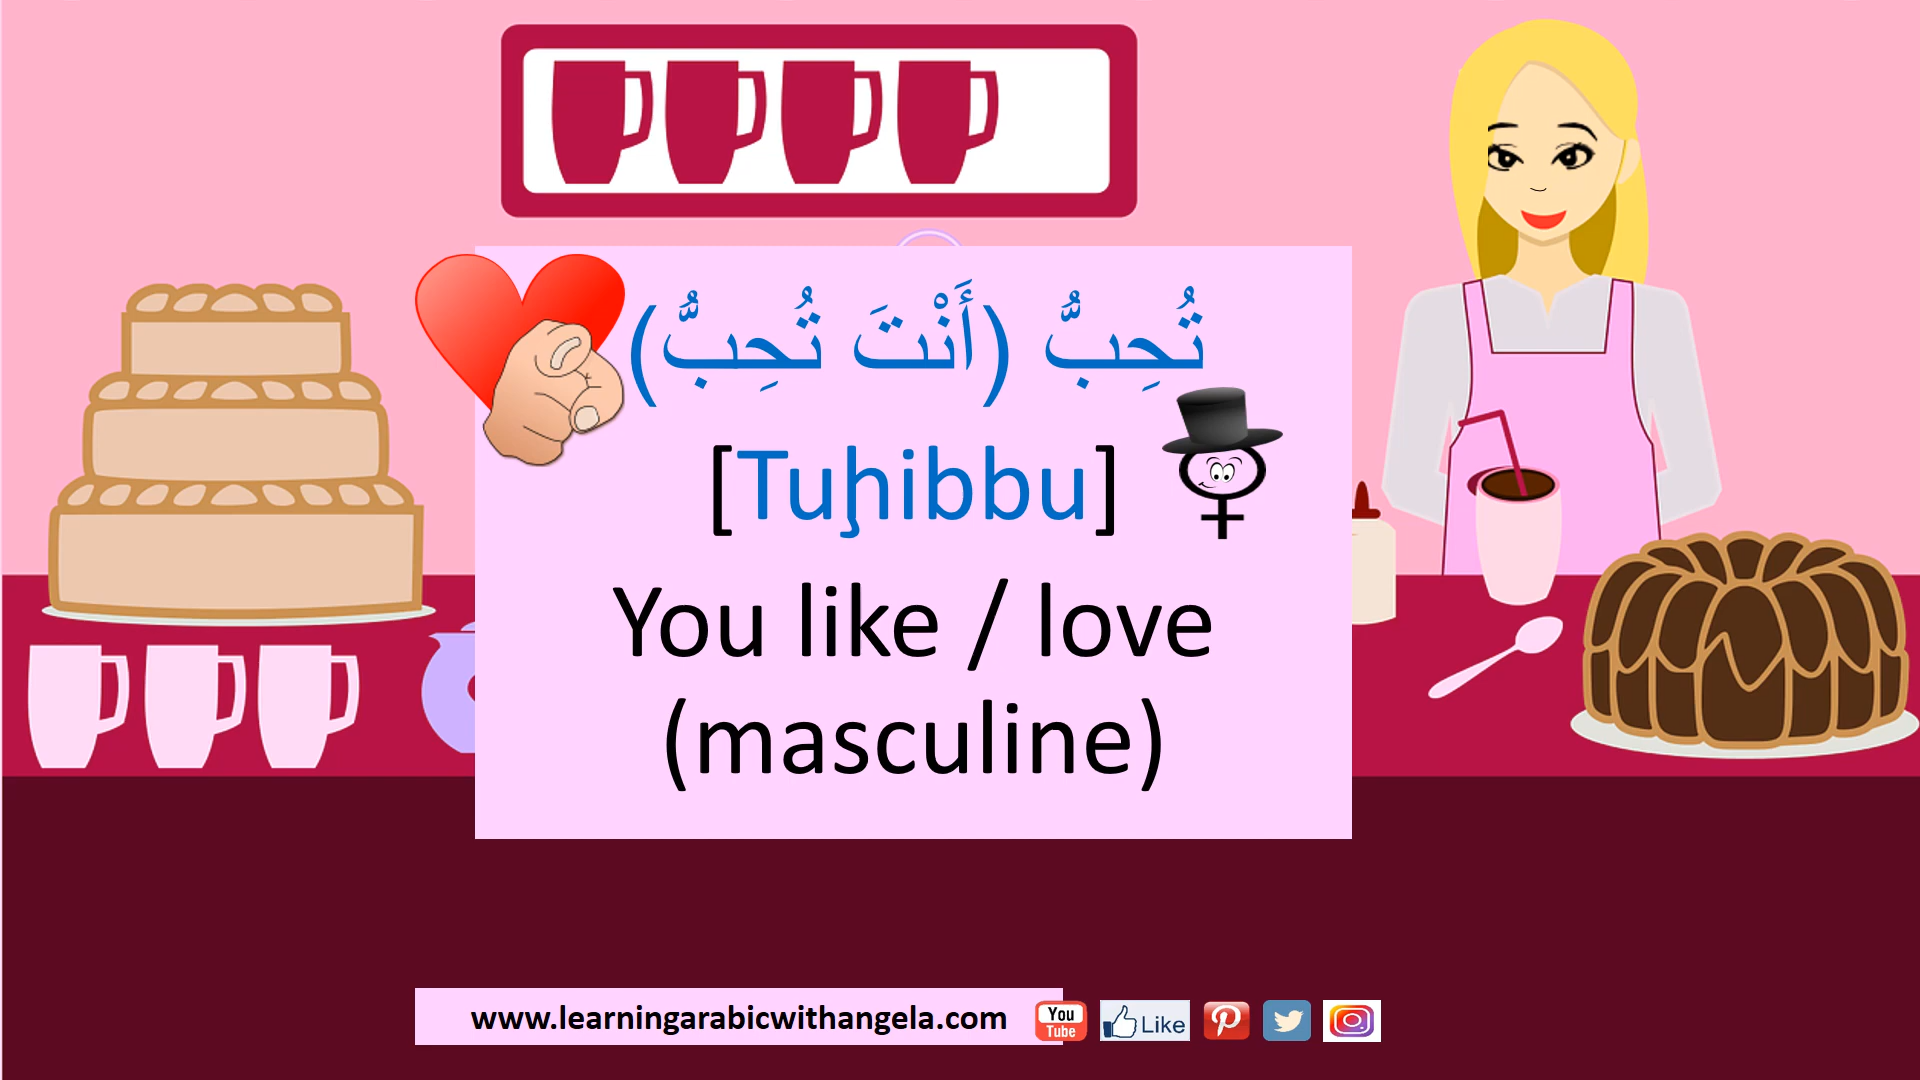 تُحِبُّ (أَنْتَ تُحِبُّ)
[Tuḩibbu]
You like / love
(masculine)
www.learningarabicwithangela.com You Tube Like